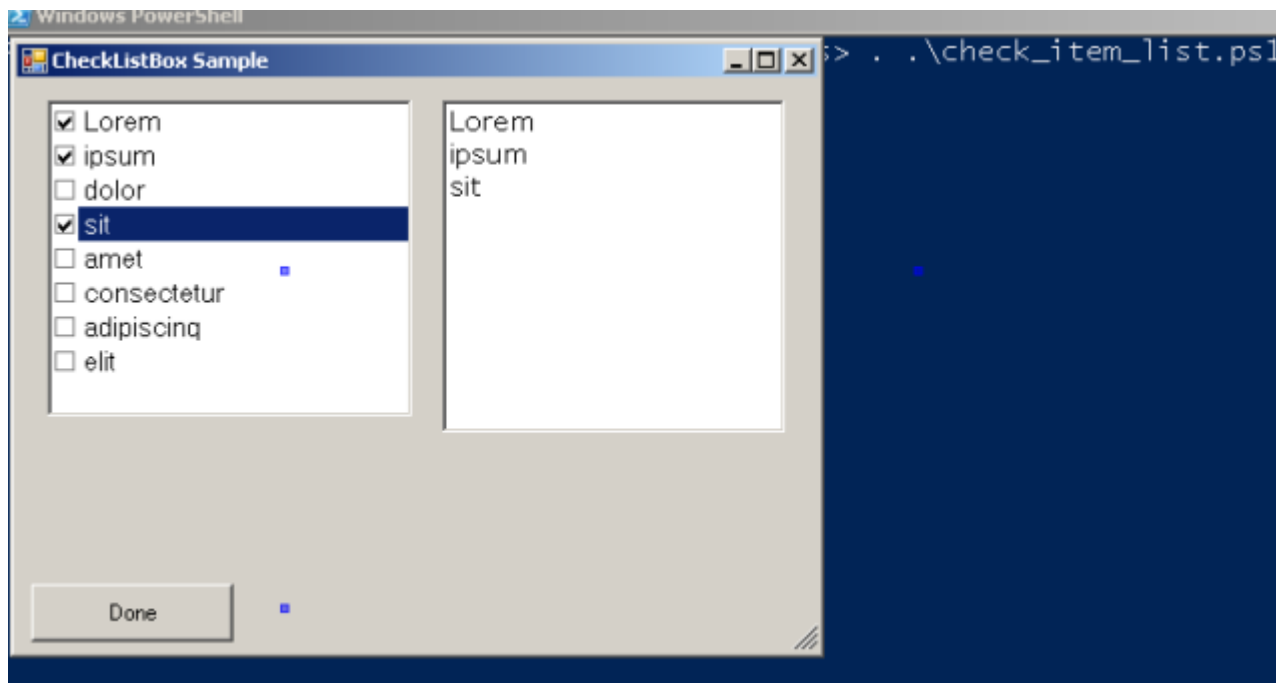 Windows PowerShell
CheckListBox Sample
> . .\check_item_list.ps1
Lorem
ipsum
dolor
sit
amet
consectetur
adipiscing
elit
Lorem
ipsum
sit
Done